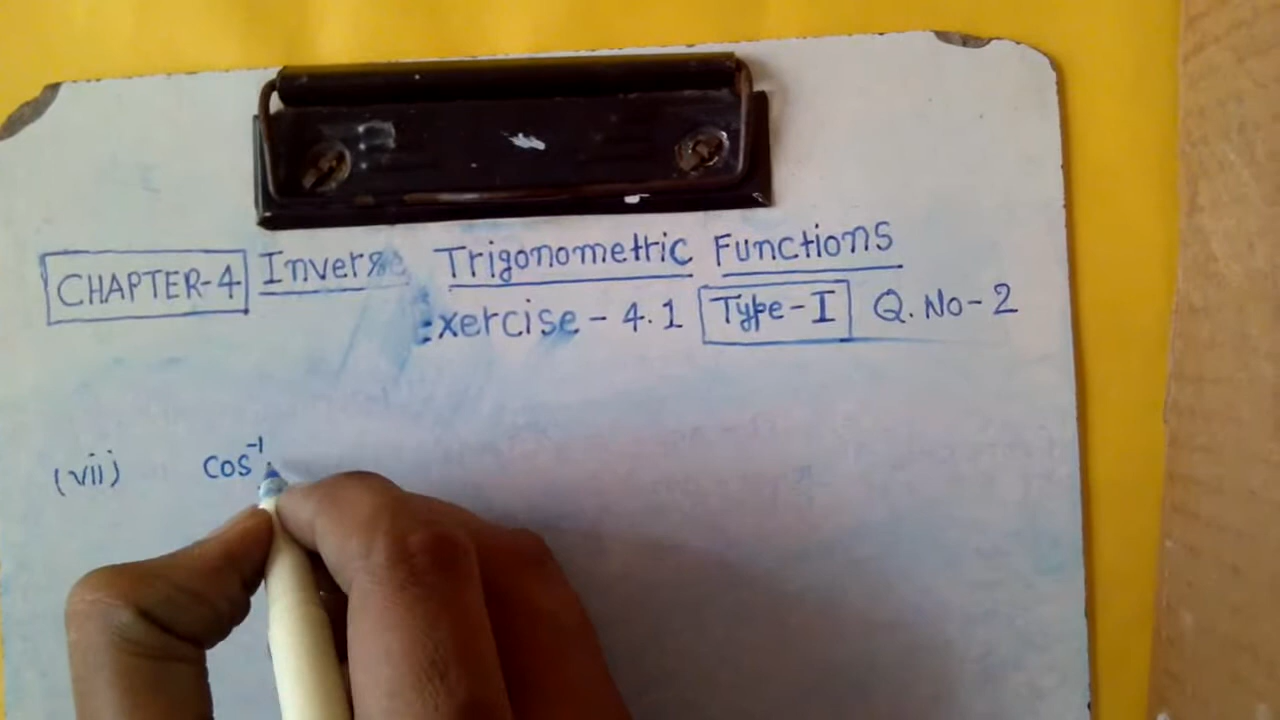 CHAPTER-4 Inverse Trigonometric Functions
Exercise-4.1 Type-I Q.No-2
(vii) cos⁻¹